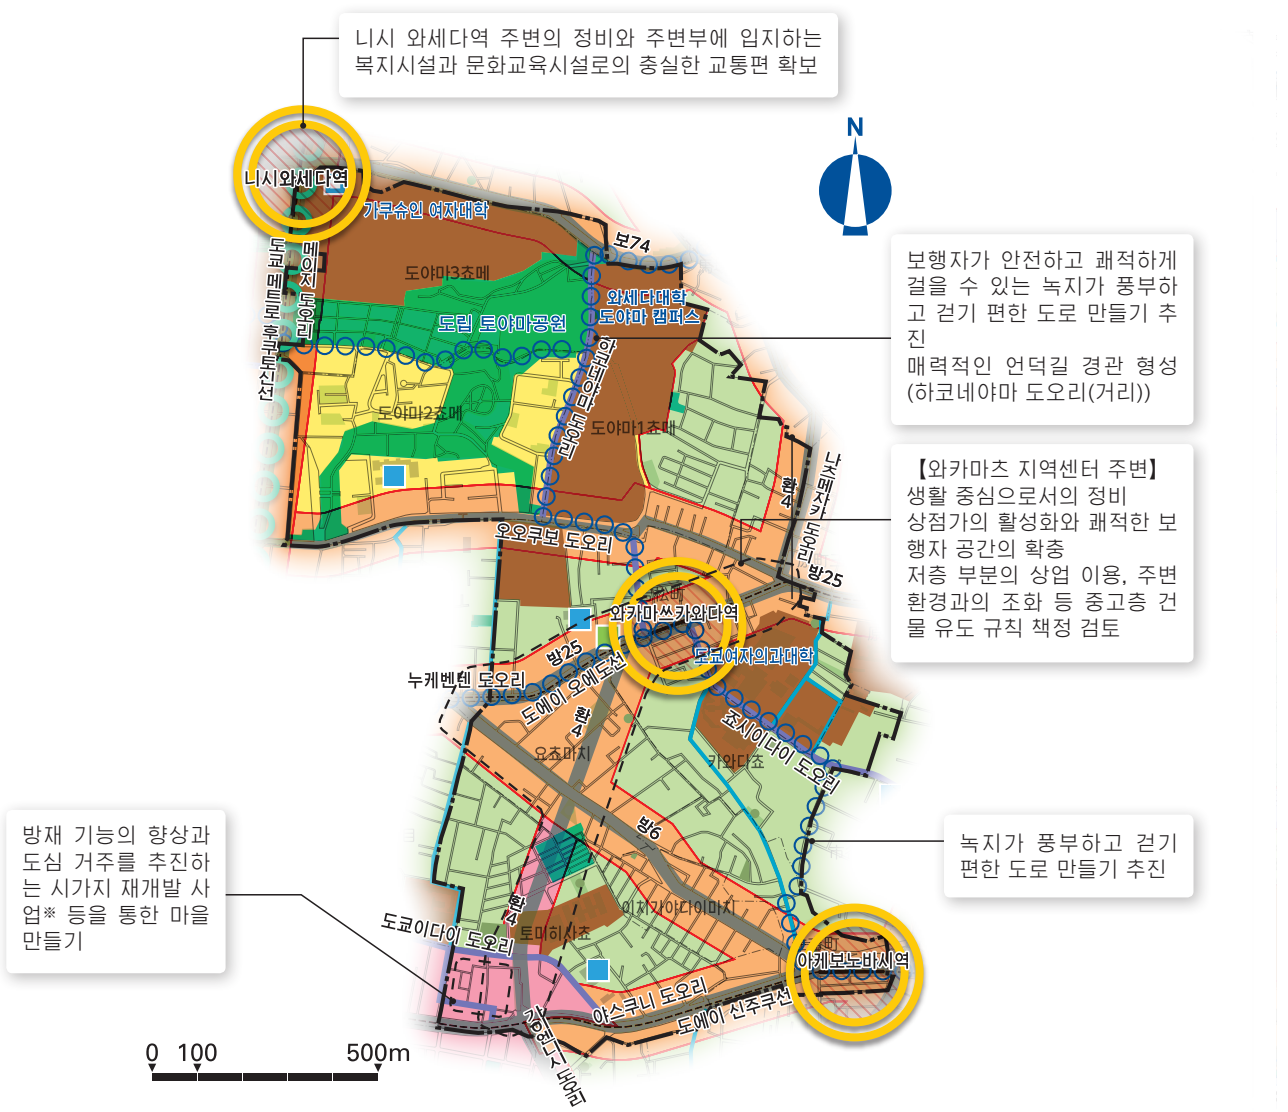 니시 와세다역 주변의 정비와 주변부에 입지하는
복지시설과 문화교육시설로의 충실한 교통편 확보
N
니시와세다역
가쿠슈인 여자대학
보74
도쿄 메트로 후쿠토신선
메이지 도오리
도야마3쵸메
와세다대학
도야마 캠퍼스
도립 토야마공원
하코네야마 도오리
도야마2쵸메
도야마1쵸메
보행자가 안전하고 쾌적하게
걸을 수 있는 녹지가 풍부하
고 걷기 편한 도로 만들기 추
진
매력적인 언덕길 경관 형성
(하코네야마 도오리(거리))
【와카마츠 지역센터 주변】
생활 중심으로서의 정비
상점가의 활성화와 쾌적한 보
행자 공간의 확충
저층 부분의 상업 이용, 주변
환경과의 조화 등 중고층 건
물 유도 규칙 책정 검토
환4
나츠메자카 도오리
오오쿠보 도오리
방25
와카마쓰카와다역
방25
도쿄여자의과대학
누케벤텐 도오리
도에이 오에도선
환4
죠시이다이 도오리
요쵸마치
카와다쵸
방6
녹지가 풍부하고 걷기
편한 도로 만들기 추진
방재 기능의 향상과
도심 거주를 추진하
는 시가지 재개발 사
업※ 등을 통한 마을
만들기
환4
이치가야다이마치
도쿄이다이 도오리
토미히사쵸
町
아케보노바시역
야스쿠니 도오리
도에이 신주쿠선
가이엔니시 도오리
0 100 500m